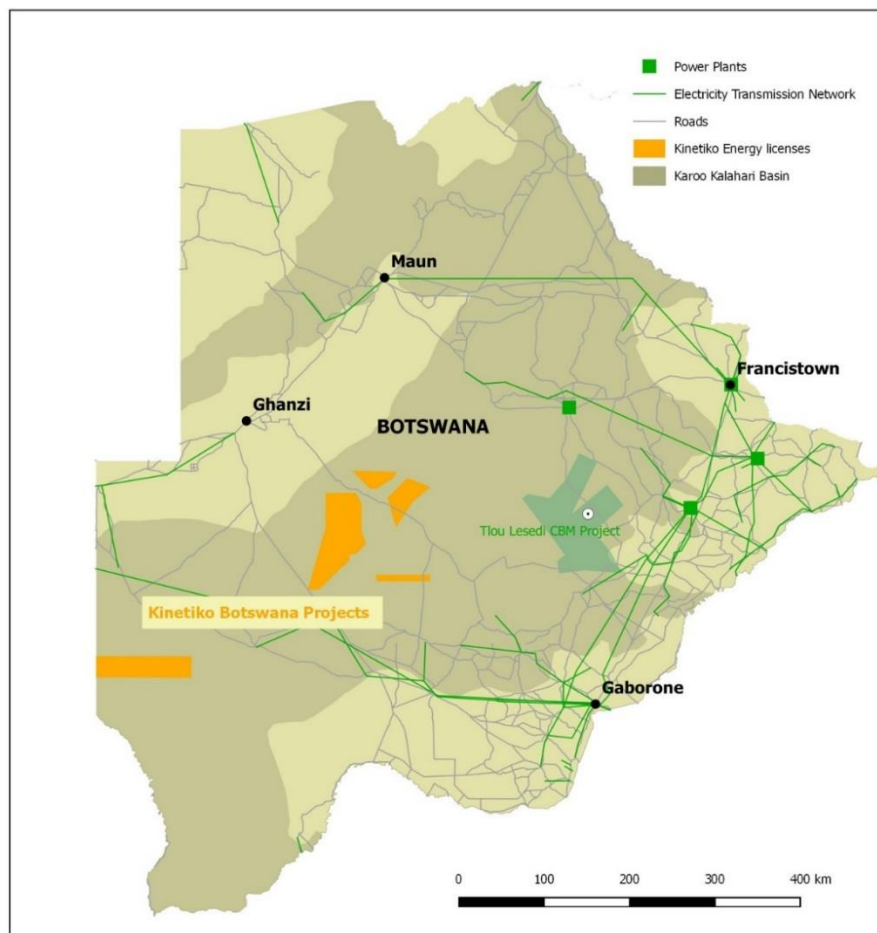 Power Plants
Electricity Transmission Network
Roads
Kinetiko Energy licenses
Karoo Kalahari Basin
Maun
Francistown
Ghanzi
BOTSWANA
Tlou Lesedi CBM Project
Kinetiko Botswana Projects
Gaborone
0 100 200 300 400 km